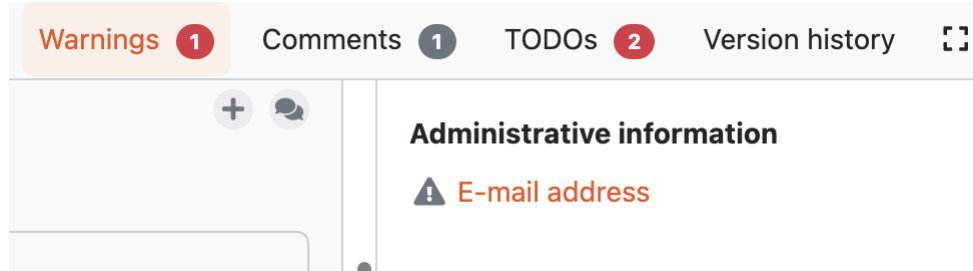 Warnings 1 Comments 1 TODOs 2 Version history
Administrative information
E-mail address